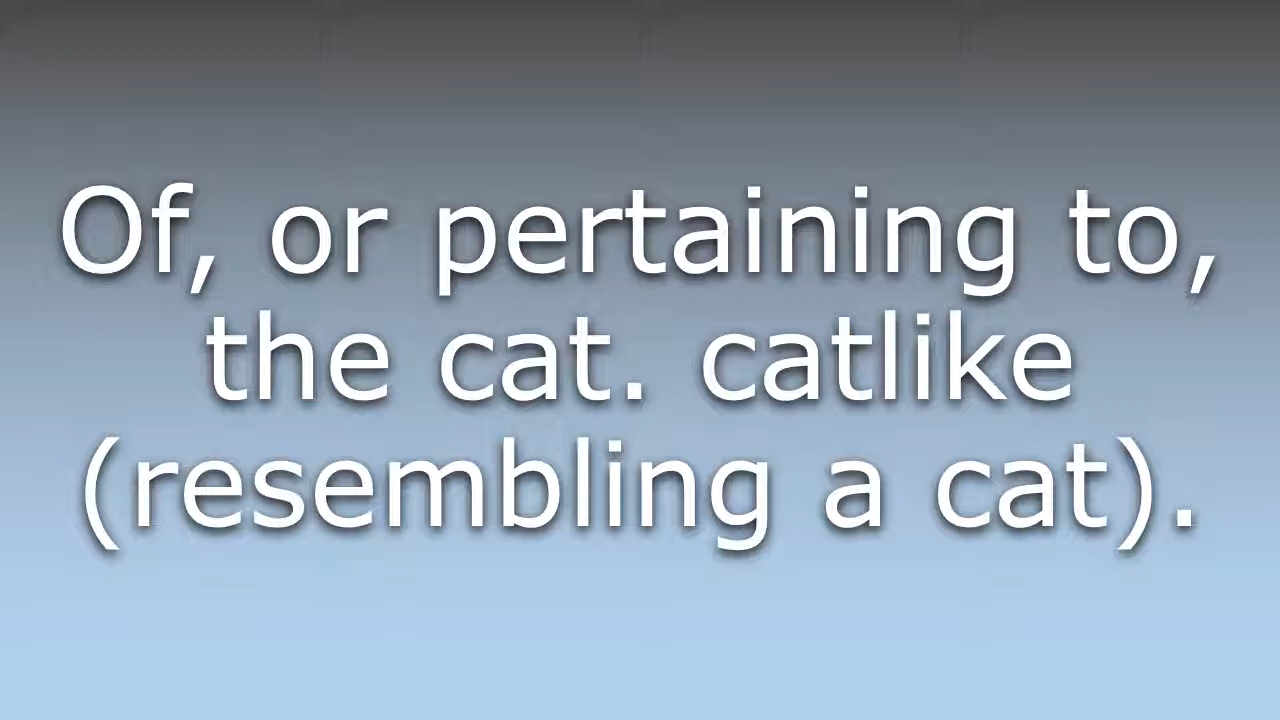 Of, or pertaining to,
the cat. catlike
(resembling a cat).